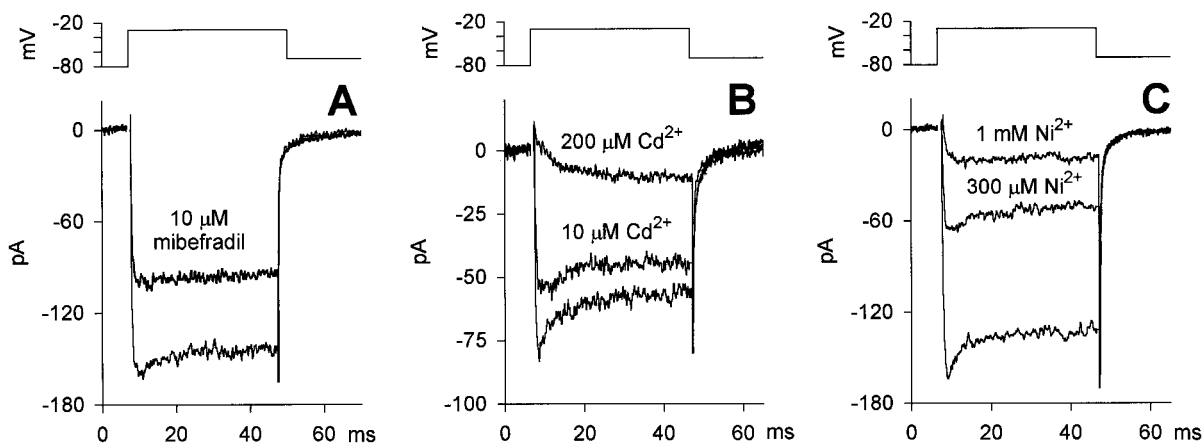 mV
-20
-80
A
pA
0
-60
-120
-180
10 µM
mibefradil
0 20 40 60 ms
mV
-20
-80
B
pA
0
-25
-50
-75
-100
200 µM Cd²⁺
10 µM Cd²⁺
0 20 40 60 ms
mV
-20
-80
C
pA
0
-60
-120
-180
1 mM Ni²⁺
300 µM Ni²⁺
0 20 40 60 ms